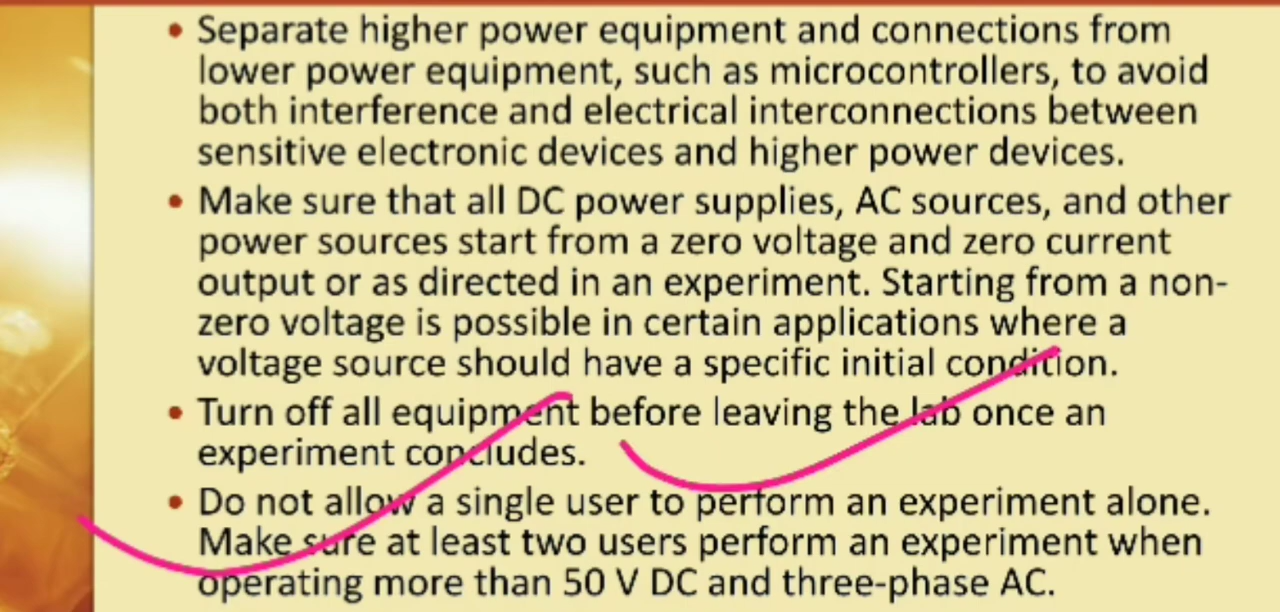 • Separate higher power equipment and connections from
lower power equipment, such as microcontrollers, to avoid
both interference and electrical interconnections between
sensitive electronic devices and higher power devices.
• Make sure that all DC power supplies, AC sources, and other
power sources start from a zero voltage and zero current
output or as directed in an experiment. Starting from a non-
zero voltage is possible in certain applications where a
voltage source should have a specific initial condition.
• Turn off all equipment before leaving the lab once an
experiment concludes.
• Do not allow a single user to perform an experiment alone.
Make sure at least two users perform an experiment when
operating more than 50 V DC and three-phase AC.